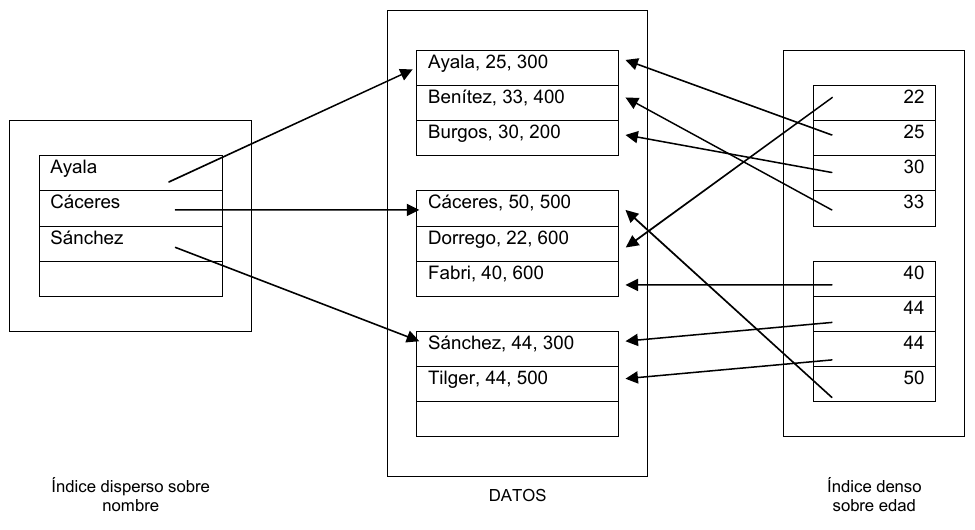 Ayala
Cáceres
Sánchez
Índice disperso sobre
nombre
Ayala, 25, 300
Benítez, 33, 400
Burgos, 30, 200
Cáceres, 50, 500
Dorrego, 22, 600
Fabri, 40, 600
Sánchez, 44, 300
Tilger, 44, 500
DATOS
22
25
30
33
40
44
44
50
Índice denso
sobre edad